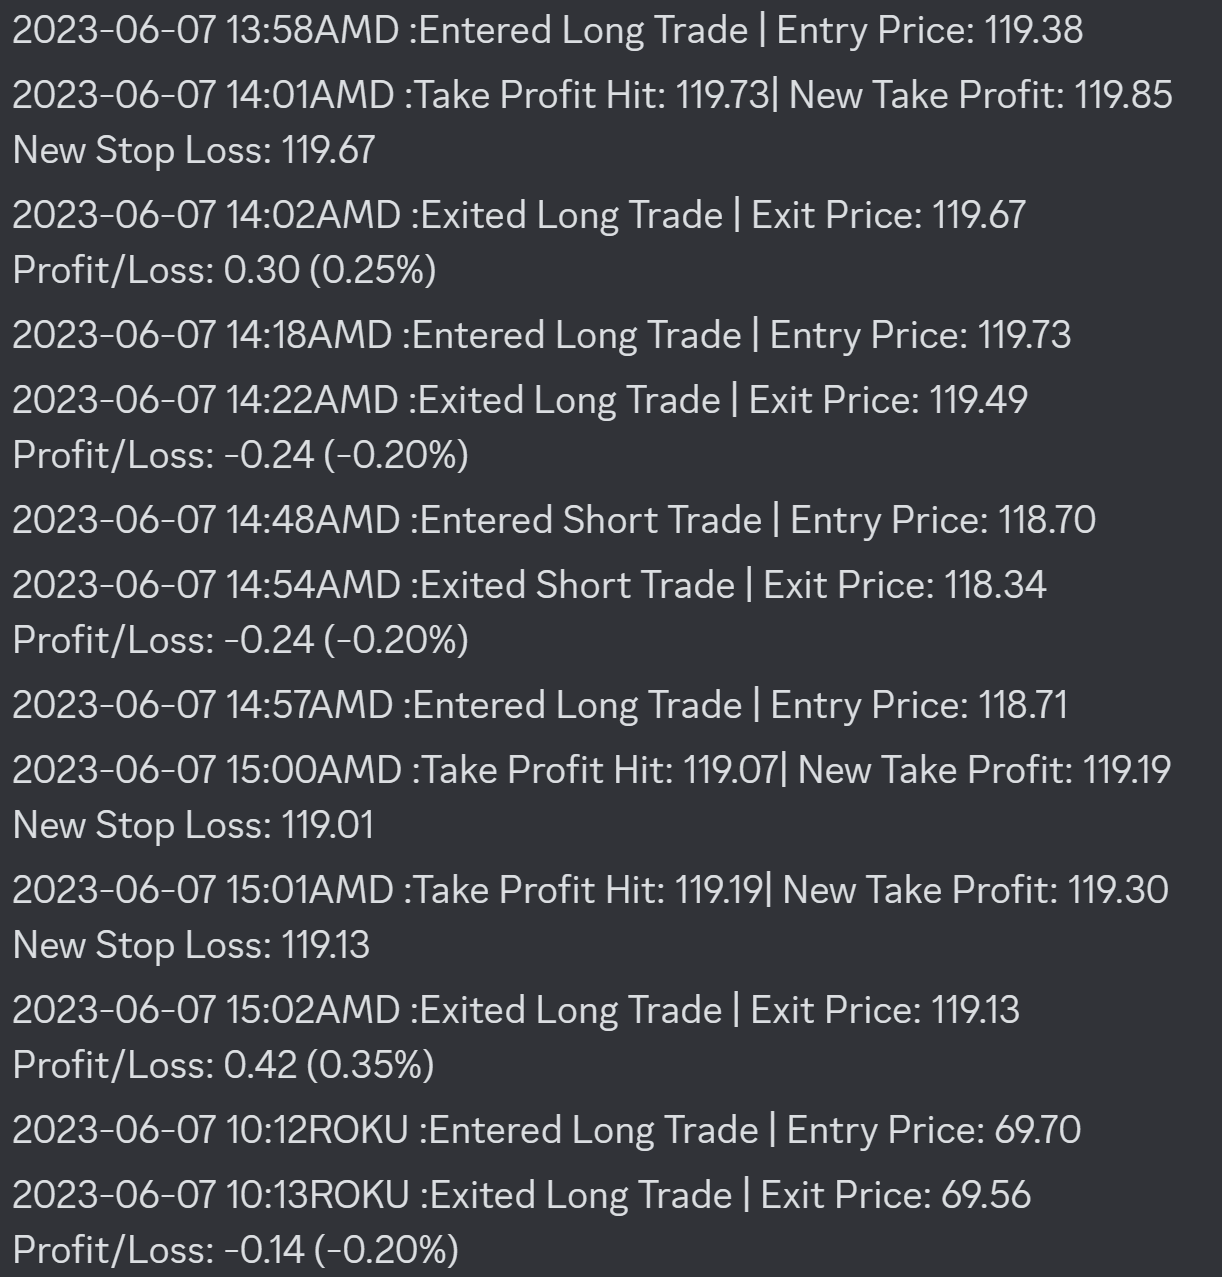 2023-06-07 13:58AMD :Entered Long Trade | Entry Price: 119.38
2023-06-07 14:01AMD :Take Profit Hit: 119.73| New Take Profit: 119.85
New Stop Loss: 119.67
2023-06-07 14:02AMD :Exited Long Trade | Exit Price: 119.67
Profit/Loss: 0.30 (0.25%)
2023-06-07 14:18AMD :Entered Long Trade | Entry Price: 119.73
2023-06-07 14:22AMD :Exited Long Trade | Exit Price: 119.49
Profit/Loss: -0.24 (-0.20%)
2023-06-07 14:48AMD :Entered Short Trade | Entry Price: 118.70
2023-06-07 14:54AMD :Exited Short Trade | Exit Price: 118.34
Profit/Loss: -0.24 (-0.20%)
2023-06-07 14:57AMD :Entered Long Trade | Entry Price: 118.71
2023-06-07 15:00AMD :Take Profit Hit: 119.07| New Take Profit: 119.19
New Stop Loss: 119.01
2023-06-07 15:01AMD :Take Profit Hit: 119.19| New Take Profit: 119.30
New Stop Loss: 119.13
2023-06-07 15:02AMD :Exited Long Trade | Exit Price: 119.13
Profit/Loss: 0.42 (0.35%)
2023-06-07 10:12ROKU :Entered Long Trade | Entry Price: 69.70
2023-06-07 10:13ROKU :Exited Long Trade | Exit Price: 69.56
Profit/Loss: -0.14 (-0.20%)